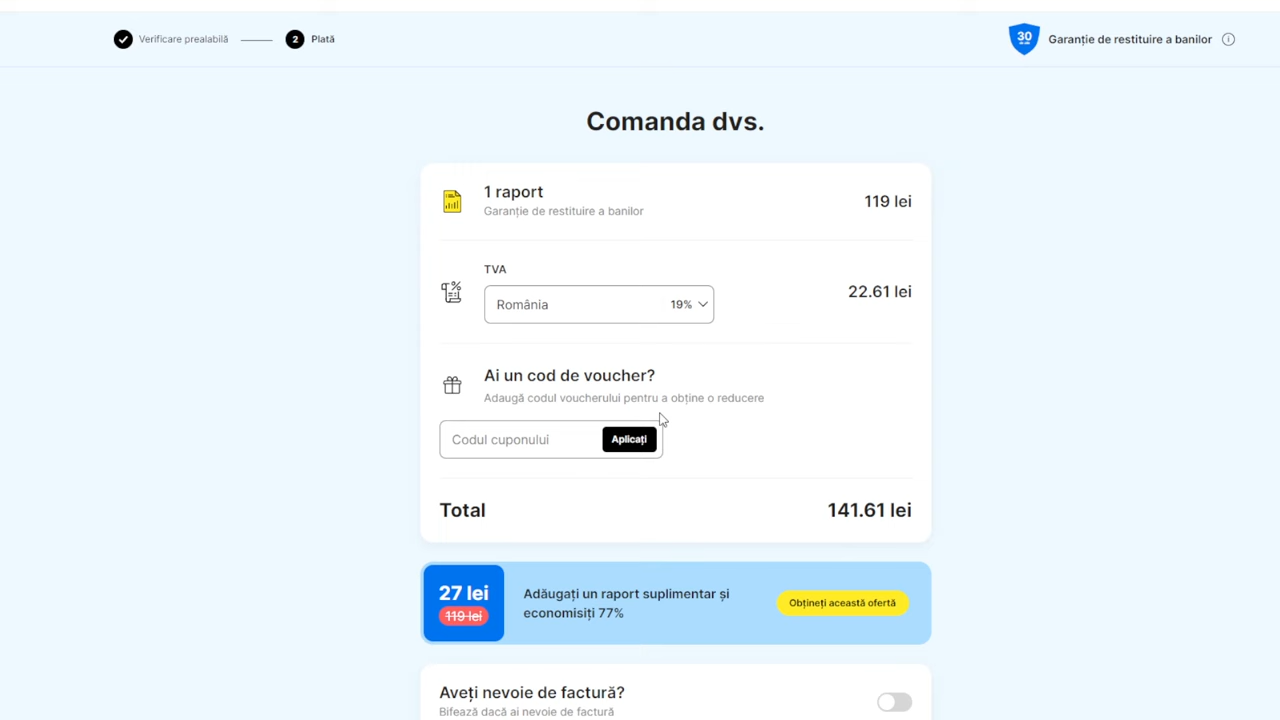 Verificare prealabilă
2 Plată
30
Garanție de restituire a banilor
Comanda dvs.
1 raport
Garanție de restituire a banilor
119 lei
TVA
România 19%
22.61 lei
Ai un cod de voucher?
Adaugă codul voucherului pentru a obține o reducere
Codul cuponului
Aplicați
Total
141.61 lei
27 lei
119 lei
Adăugați un raport suplimentar și
economisiți 77%
Obțineți această ofertă
Aveți nevoie de factură?
Bifează dacă ai nevoie de factură